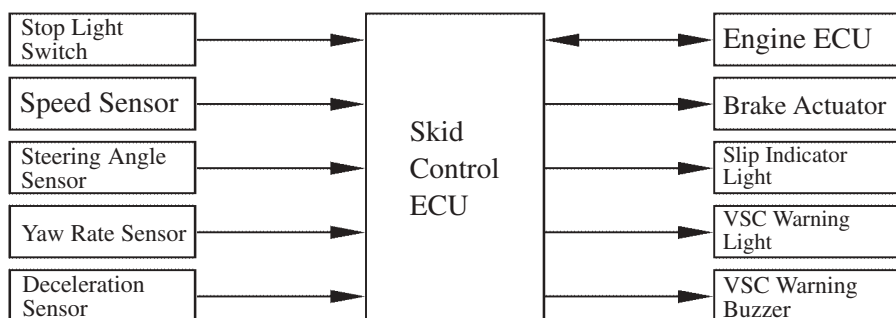 Stop Light
Switch
Speed Sensor
Steering Angle
Sensor
Yaw Rate Sensor
Deceleration
Sensor
Skid
Control
ECU
Engine ECU
Brake Actuator
Slip Indicator
Light
VSC Warning
Light
VSC Warning
Buzzer